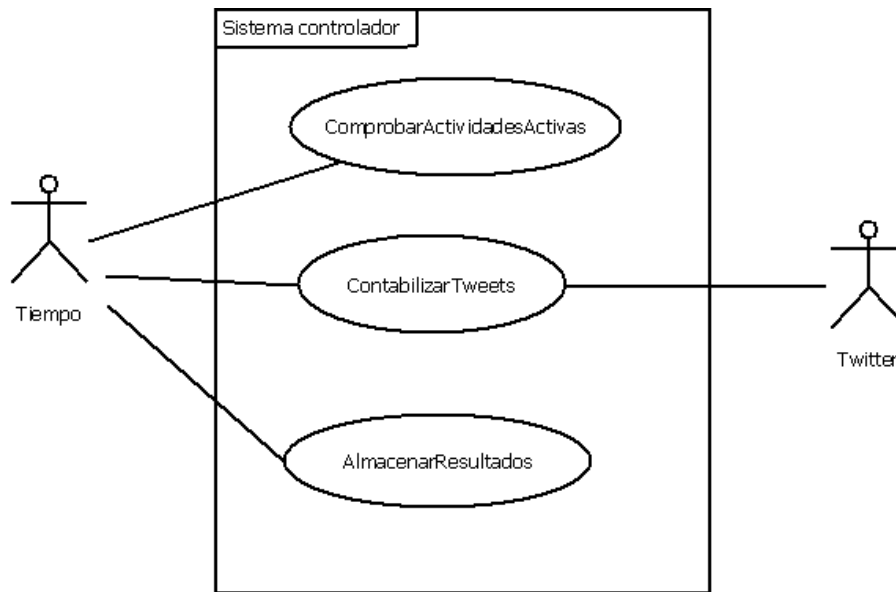 Sistema controlador
ComprobarActividadesActivas
ContabilizarTweets
Tiempo
Twitter
AlmacenarResultados